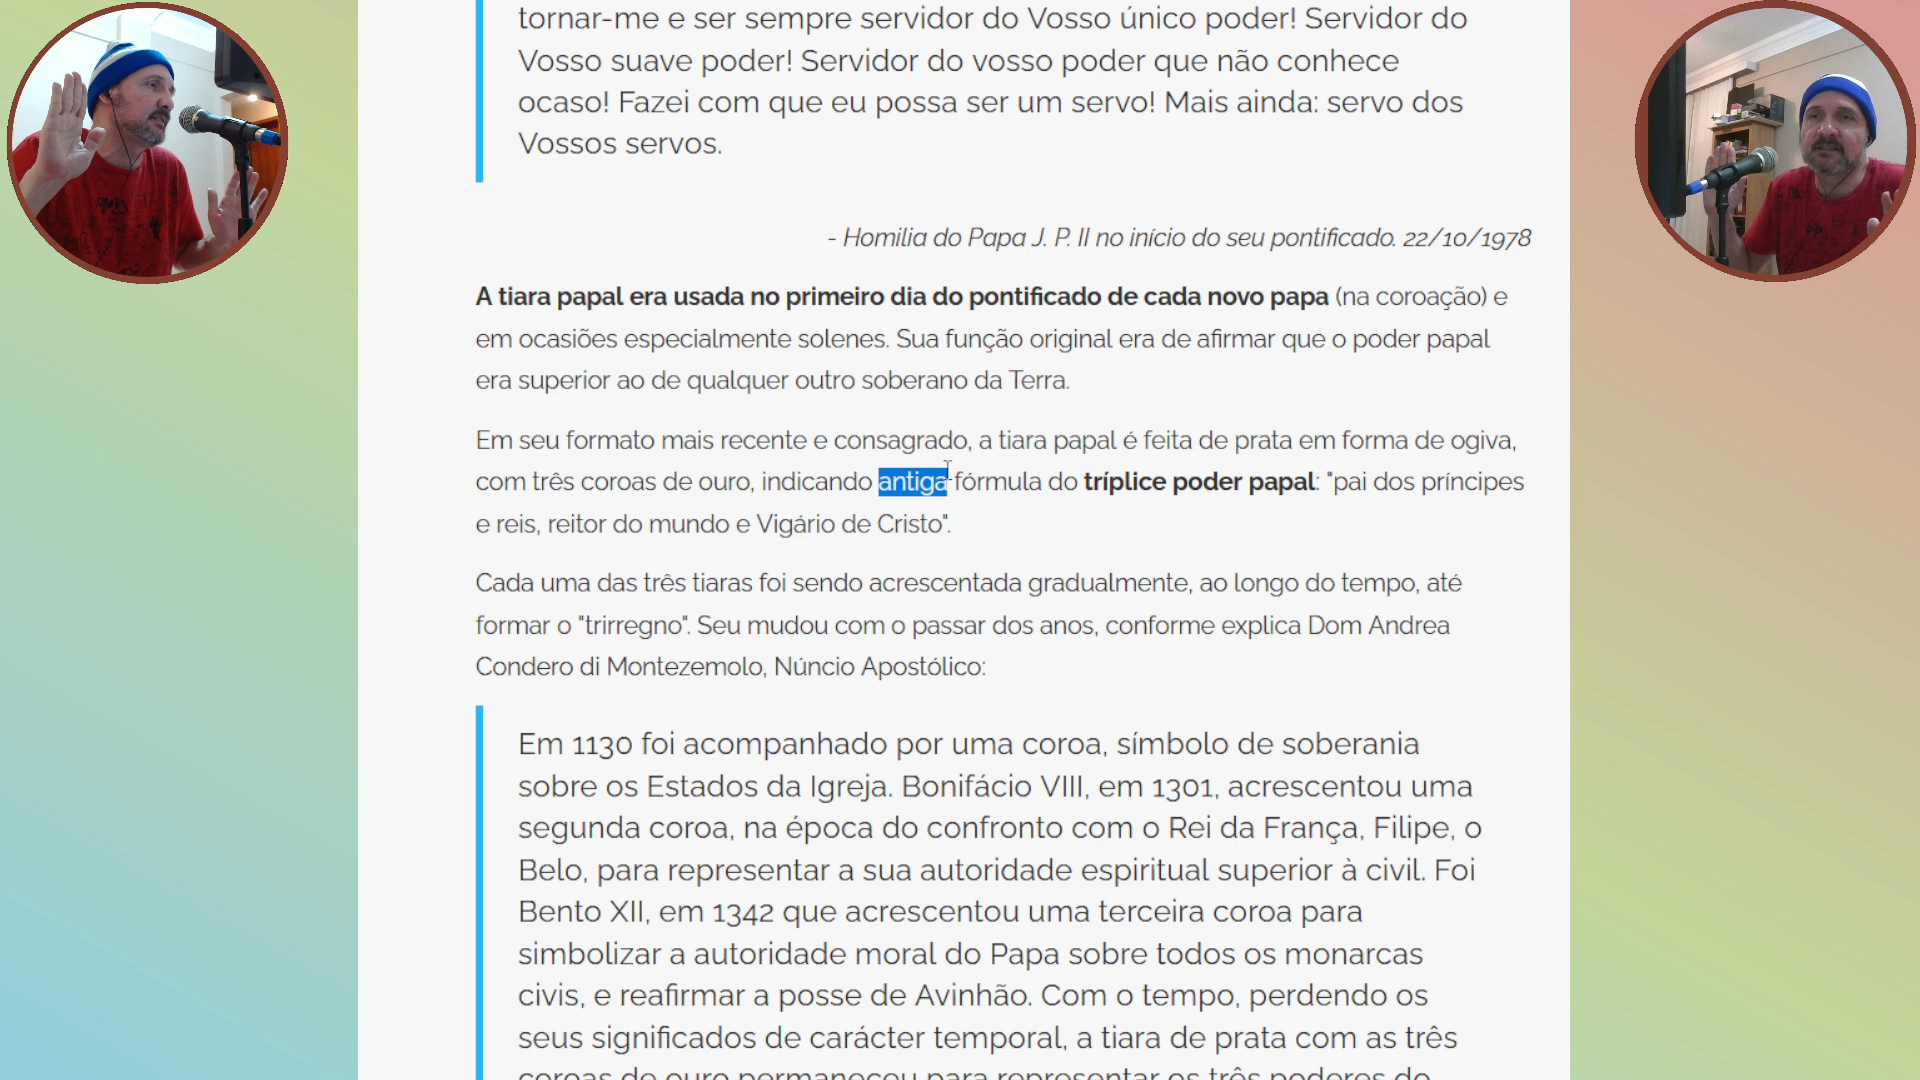 tornar-me e ser sempre servidor do Vosso único poder! Servidor do
Vosso suave poder! Servidor do vosso poder que não conhece
ocaso! Fazei com que eu possa ser um servo! Mais ainda: servo dos
Vossos servos.
- Homilia do Papa J. P. II no início do seu pontificado. 22/10/1978
A tiara papal era usada no primeiro dia do pontificado de cada novo papa (na coroação) e
em ocasiões especialmente solenes. Sua função original era de afirmar que o poder papal
era superior ao de qualquer outro soberano da Terra.
Em seu formato mais recente e consagrado, a tiara papal é feita de prata em forma de ogiva,
com três coroas de ouro, indicando antiga fórmula do tríplice poder papal: "pai dos príncipes
e reis, reitor do mundo e Vigário de Cristo".
Cada uma das três tiaras foi sendo acrescentada gradualmente, ao longo do tempo, até
formar o "trirregno". Seu mudou com o passar dos anos, conforme explica Dom Andrea
Condero di Montezemolo, Núncio Apostólico:
Em 1130 foi acompanhado por uma coroa, símbolo de soberania
sobre os Estados da Igreja. Bonifácio VIII, em 1301, acrescentou uma
segunda coroa, na época do confronto com o Rei da França, Filipe, o
Belo, para representar a sua autoridade espiritual superior à civil. Foi
Bento XII, em 1342 que acrescentou uma terceira coroa para
simbolizar a autoridade moral do Papa sobre todos os monarcas
civis, e reafirmar a posse de Avinhão. Com o tempo, perdendo os
seus significados de carácter temporal, a tiara de prata com as três
coroas de ouro permaneceu para representar os três poderes do